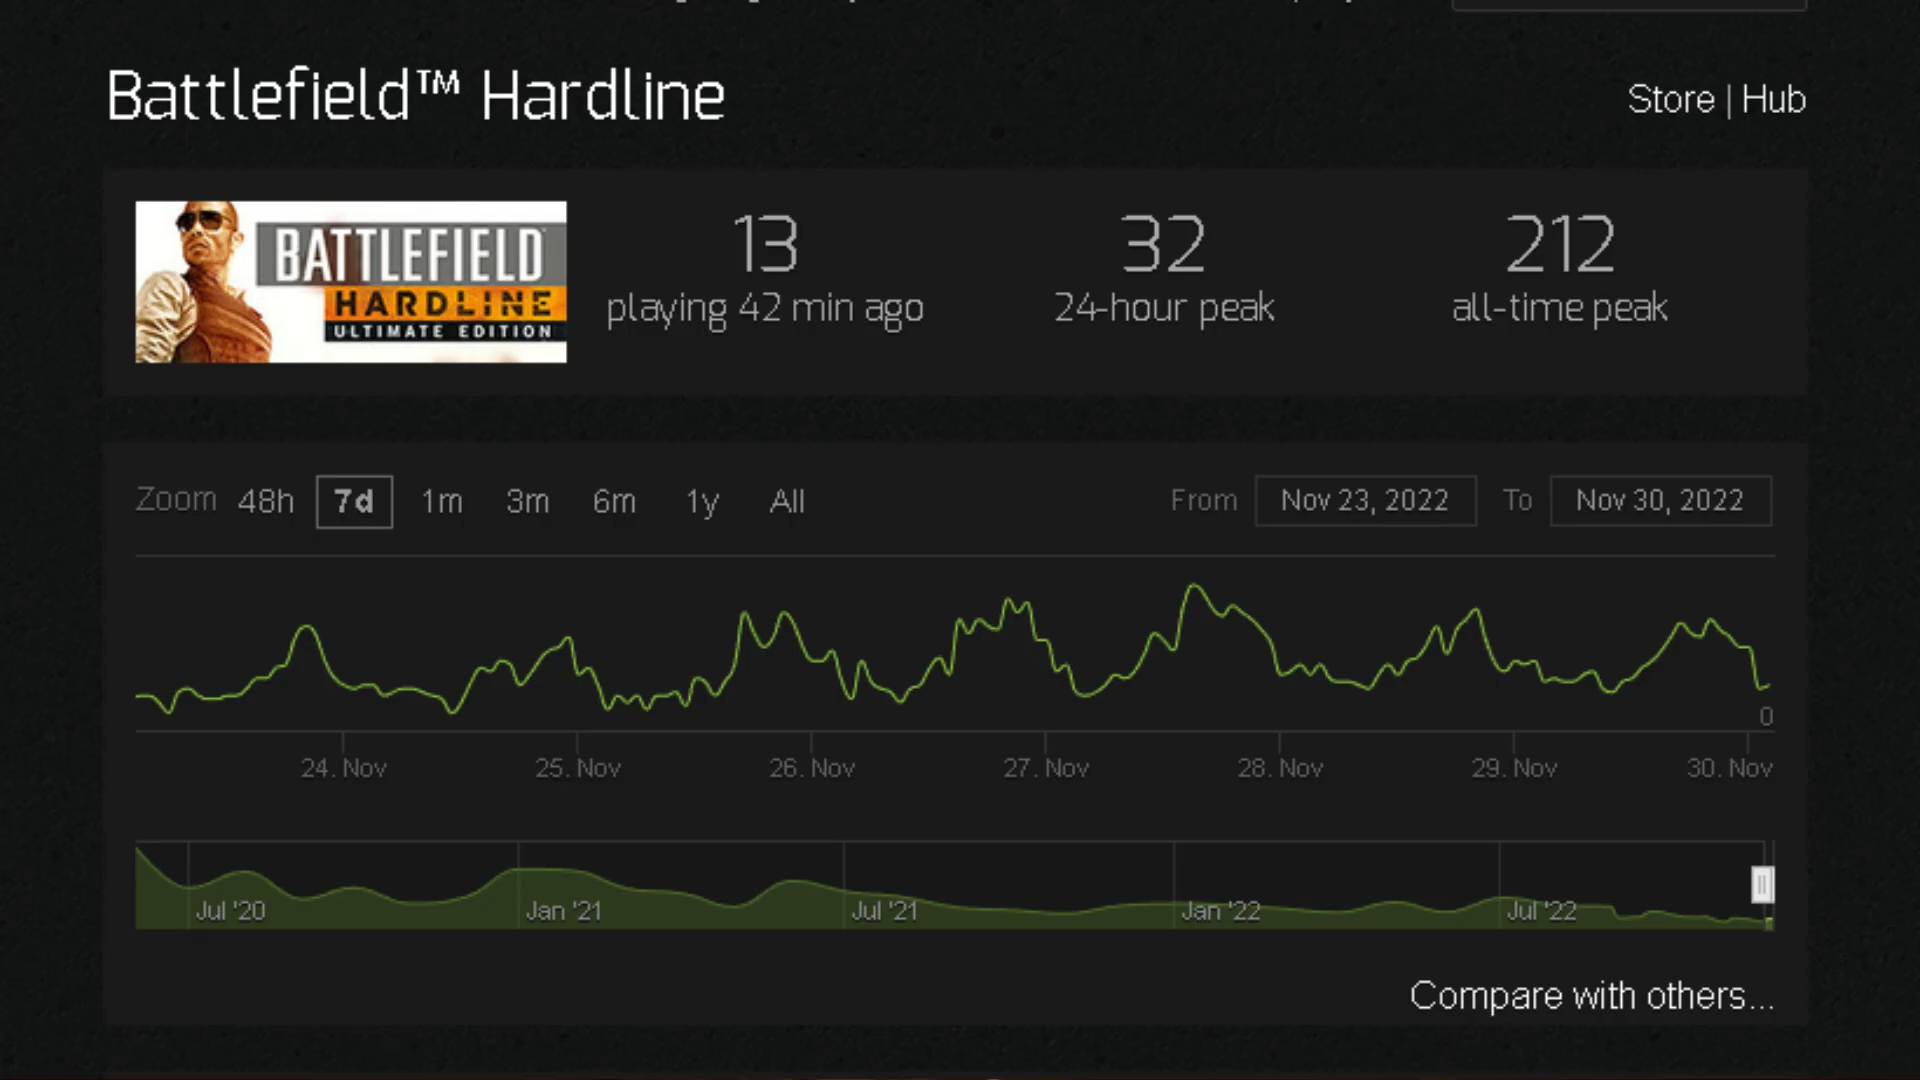 Battlefield™ Hardline
Store | Hub
BATTLEFIELD
HARDLINE
ULTIMATE EDITION
13
playing 42 min ago
32
24-hour peak
212
all-time peak
Zoom 48h 7d 1m 3m 6m 1y All
From Nov 23, 2022 To Nov 30, 2022
0
24. Nov 25. Nov 26. Nov 27. Nov 28. Nov 29. Nov 30. Nov
Jul '20 Jan '21 Jul '21 Jan '22 Jul '22
Compare with others...